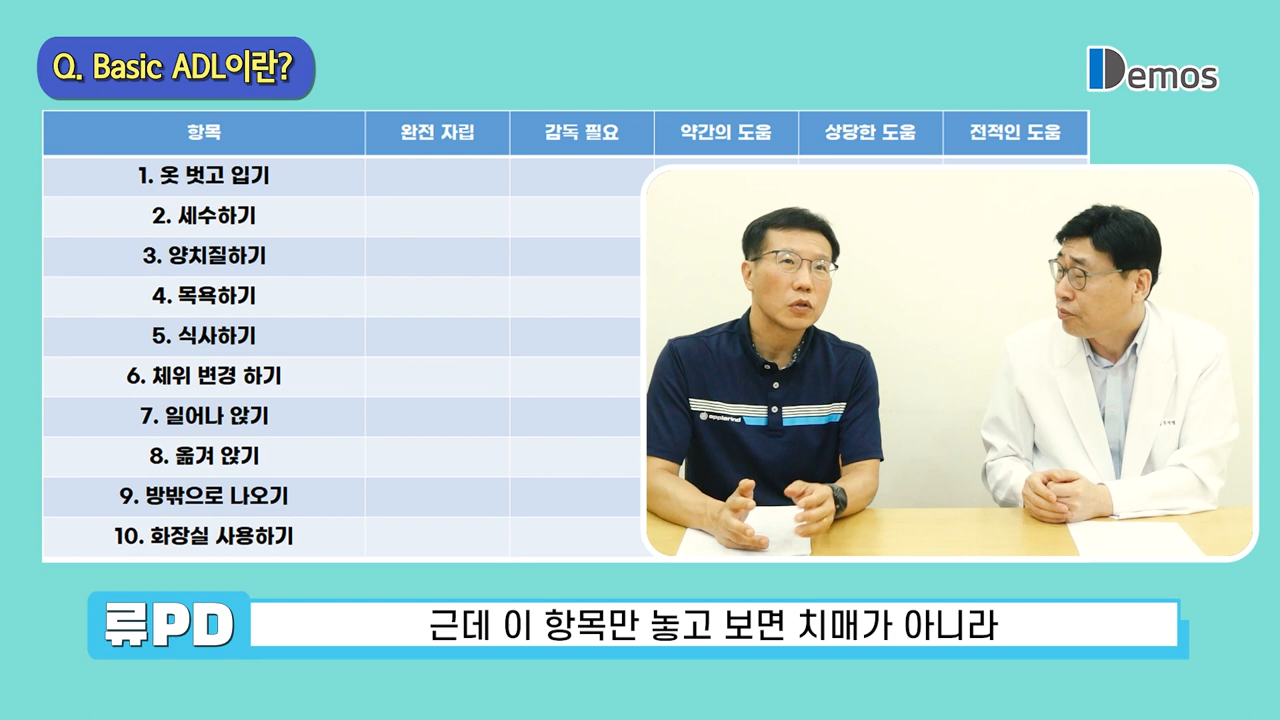 Q. Basic ADL이란?
Demos
항목 완전 자립 감독 필요 약간의 도움 상당한 도움 전적인 도움
1. 옷 벗고 입기
2. 세수하기
3. 양치질하기
4. 목욕하기
5. 식사하기
6. 체위 변경 하기
7. 일어나 앉기
8. 옮겨 앉기
9. 방밖으로 나오기
10. 화장실 사용하기
applerind
류PD 근데 이 항목만 놓고 보면 치매가 아니라